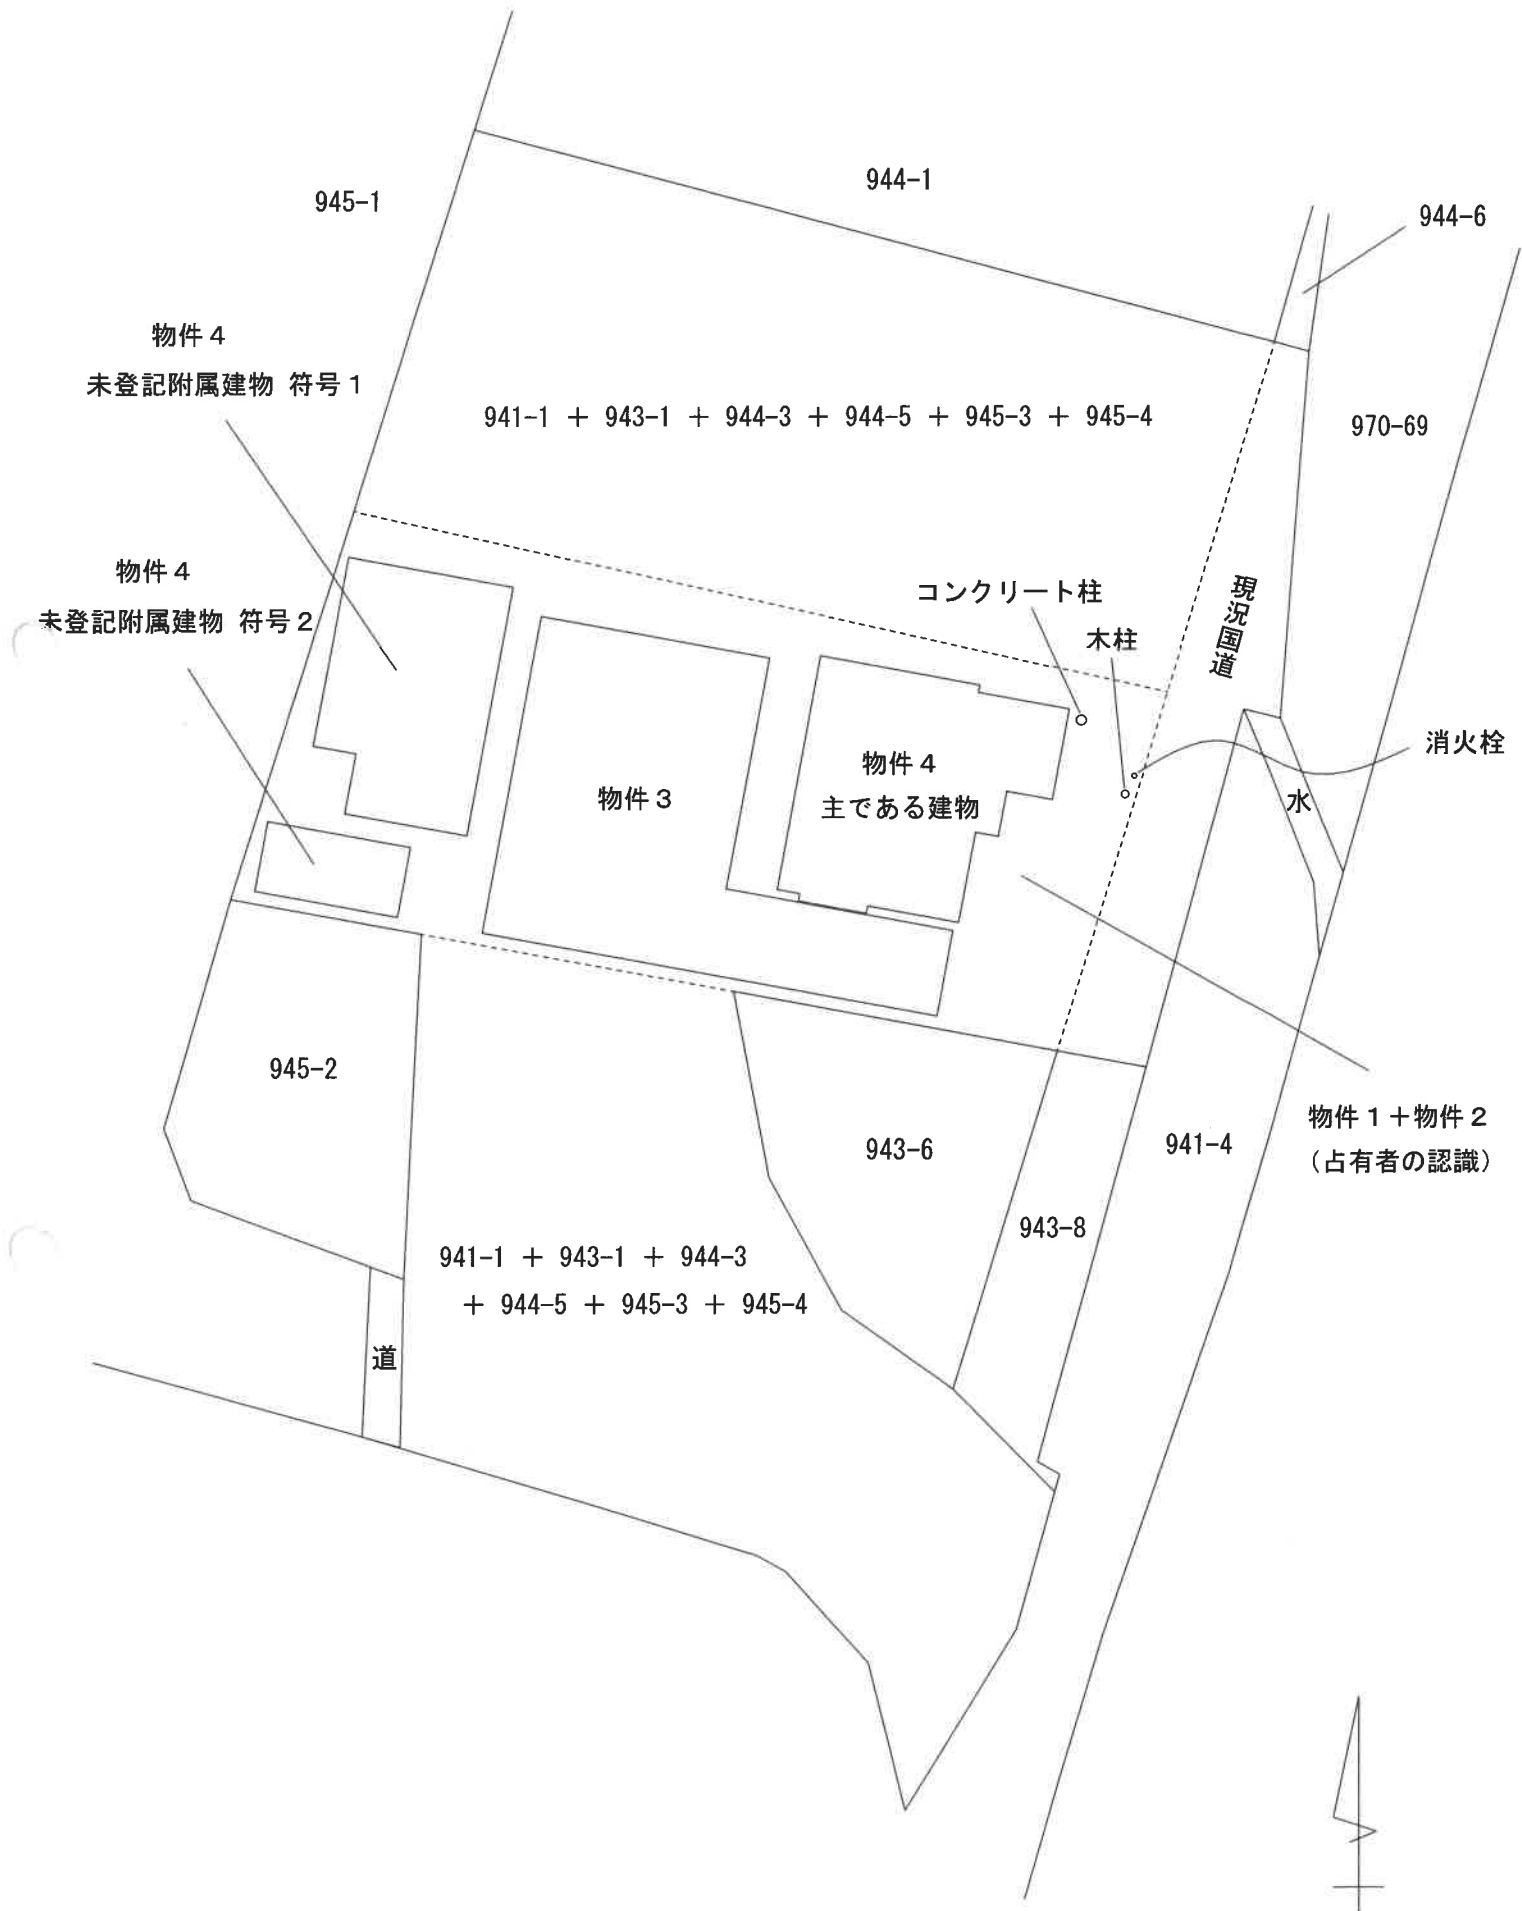 944-1
945-1
944-6
物件４
未登記附属建物 符号１
941-1 ＋ 943-1 ＋ 944-3 ＋ 944-5 ＋ 945-3 ＋ 945-4
970-69
物件４
未登記附属建物 符号２
コンクリート柱
木柱
現況国道
消火栓
物件３
物件４
主である建物
水
945-2
943-6
941-4
物件１＋物件２
（占有者の認識）
943-8
941-1 ＋ 943-1 ＋ 944-3
＋ 944-5 ＋ 945-3 ＋ 945-4
道